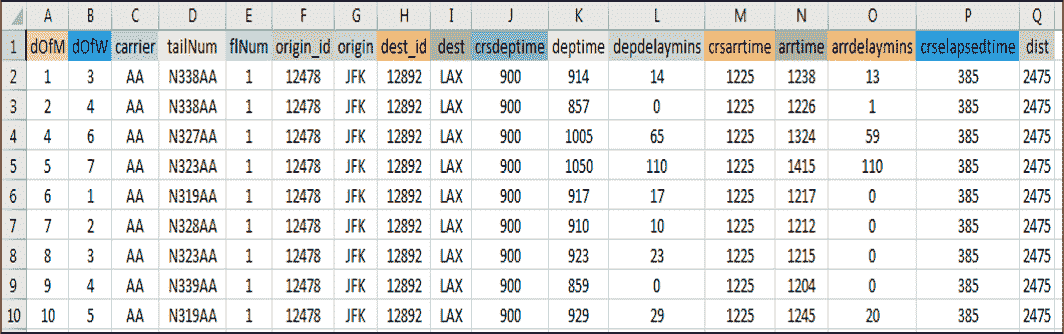 A B C D E F G H I J K L M N O P Q
1 dOfM dOfW carrier tailNum flNum origin_id origin dest_id dest crsdeptime deptime depdelaymins crsarrtime arrtime arrdelaymins crselapsedtime dist
2 1 3 AA N338AA 1 12478 JFK 12892 LAX 900 914 14 1225 1238 13 385 2475
3 2 4 AA N338AA 1 12478 JFK 12892 LAX 900 857 0 1225 1226 1 385 2475
4 4 6 AA N327AA 1 12478 JFK 12892 LAX 900 1005 65 1225 1324 59 385 2475
5 5 7 AA N323AA 1 12478 JFK 12892 LAX 900 1050 110 1225 1415 110 385 2475
6 6 1 AA N319AA 1 12478 JFK 12892 LAX 900 917 17 1225 1217 0 385 2475
7 7 2 AA N328AA 1 12478 JFK 12892 LAX 900 910 10 1225 1212 0 385 2475
8 8 3 AA N323AA 1 12478 JFK 12892 LAX 900 923 23 1225 1215 0 385 2475
9 9 4 AA N339AA 1 12478 JFK 12892 LAX 900 859 0 1225 1204 0 385 2475
10 10 5 AA N319AA 1 12478 JFK 12892 LAX 900 929 29 1225 1245 20 385 2475